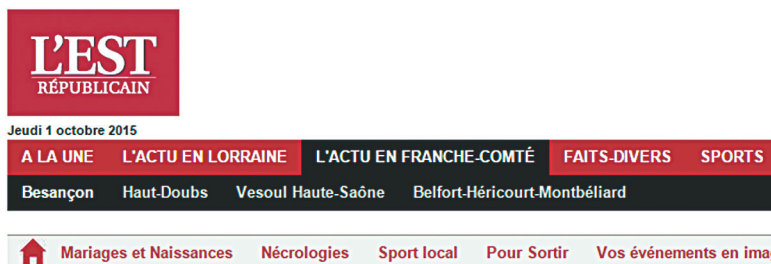 L'EST
RÉPUBLICAIN
Jeudi 1 octobre 2015
A LA UNE L'ACTU EN LORRAINE L'ACTU EN FRANCHE-COMTÉ FAITS-DIVERS SPORTS
Besançon Haut-Doubs Vesoul Haute-Saône Belfort-Héricourt-Montbéliard
Mariages et Naissances Nécrologies Sport local Pour Sortir Vos événements en ima